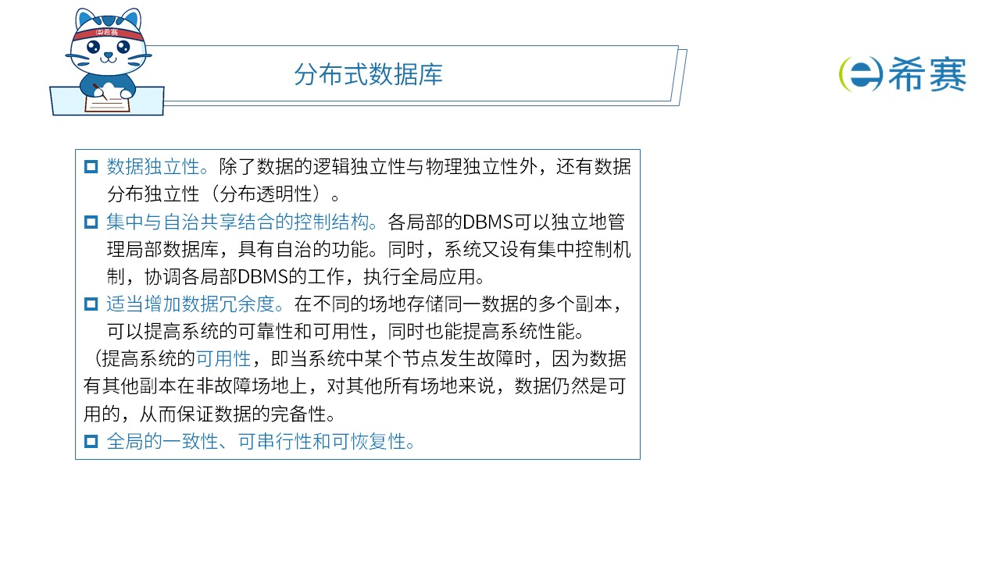 希赛
分布式数据库
希赛
数据独立性。除了数据的逻辑独立性与物理独立性外，还有数据
分布独立性（分布透明性）。
集中与自治共享结合的控制结构。各局部的DBMS可以独立地管
理局部数据库，具有自治的功能。同时，系统又设有集中控制机
制，协调各局部DBMS的工作，执行全局应用。
适当增加数据冗余度。在不同的场地存储同一数据的多个副本，
可以提高系统的可靠性和可用性，同时也能提高系统性能。
（提高系统的可用性，即当系统中某个节点发生故障时，因为数据
有其他副本在非故障场地上，对其他所有场地来说，数据仍然是可
用的，从而保证数据的完备性。
全局的一致性、可串行性和可恢复性。